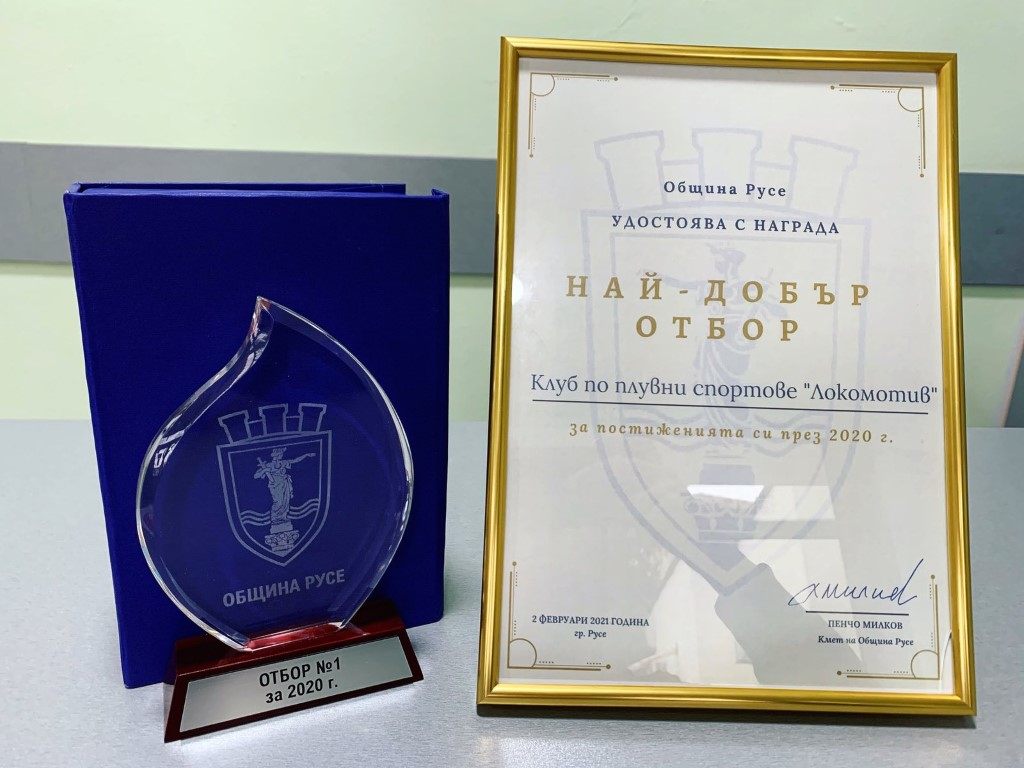 ОБЩИНА РУСЕ
ОТБОР №1
за 2020 г.
Община Русе
УДОСТОЯВА С НАГРАДА
НАЙ-ДОБЪР
ОТБОР
Клуб по плувни спортове "Локомотив"
за постиженията си през 2020 г.
2 ФЕВРУАРИ 2021 ГОДИНА
гр. Русе
ПЕНЧО МИЛКОВ
Кмет на Община Русе